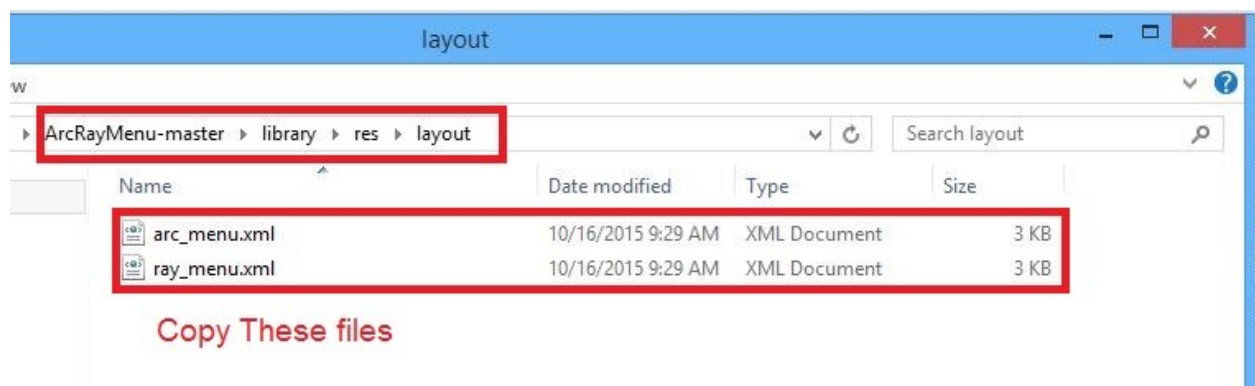 layout
ew
ArcRayMenu-master library res layout Search layout
Name Date modified Type Size
arc_menu.xml 10/16/2015 9:29 AM XML Document 3 KB
ray_menu.xml 10/16/2015 9:29 AM XML Document 3 KB
Copy These files